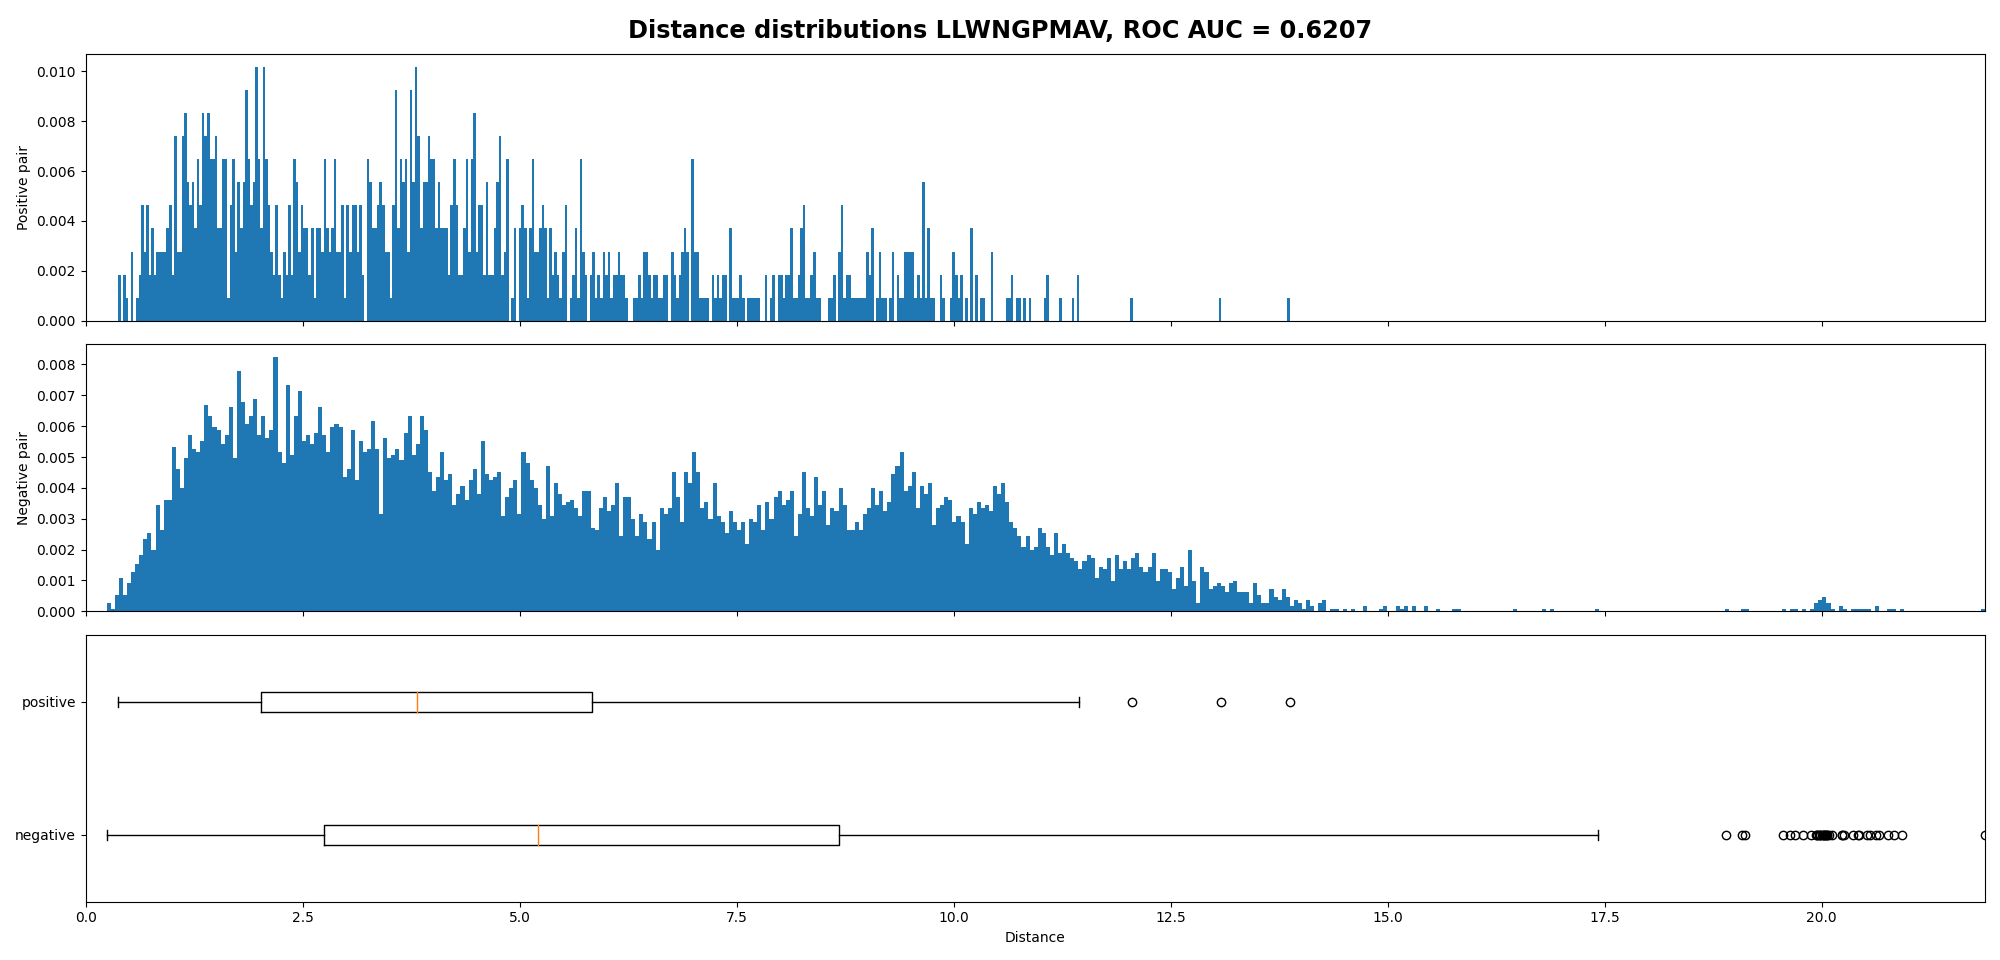 Distance distributions LLWNGPMAV, ROC AUC = 0.6207
0.010
0.008
0.006
0.004
0.002
0.000
Positive pair
0.008
0.007
0.006
0.005
0.004
0.003
0.002
0.001
0.000
Negative pair
positive
negative
0.0 2.5 5.0 7.5 10.0 12.5 15.0 17.5 20.0
Distance